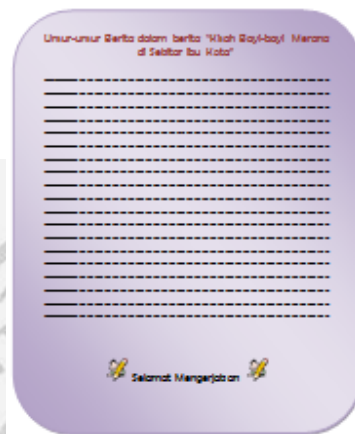 Unsur-unsur Berita dalam berita "Kisah Bayi-bayi Merana
di Sekitar Ibu Kota"
Selamat Mengerjakan